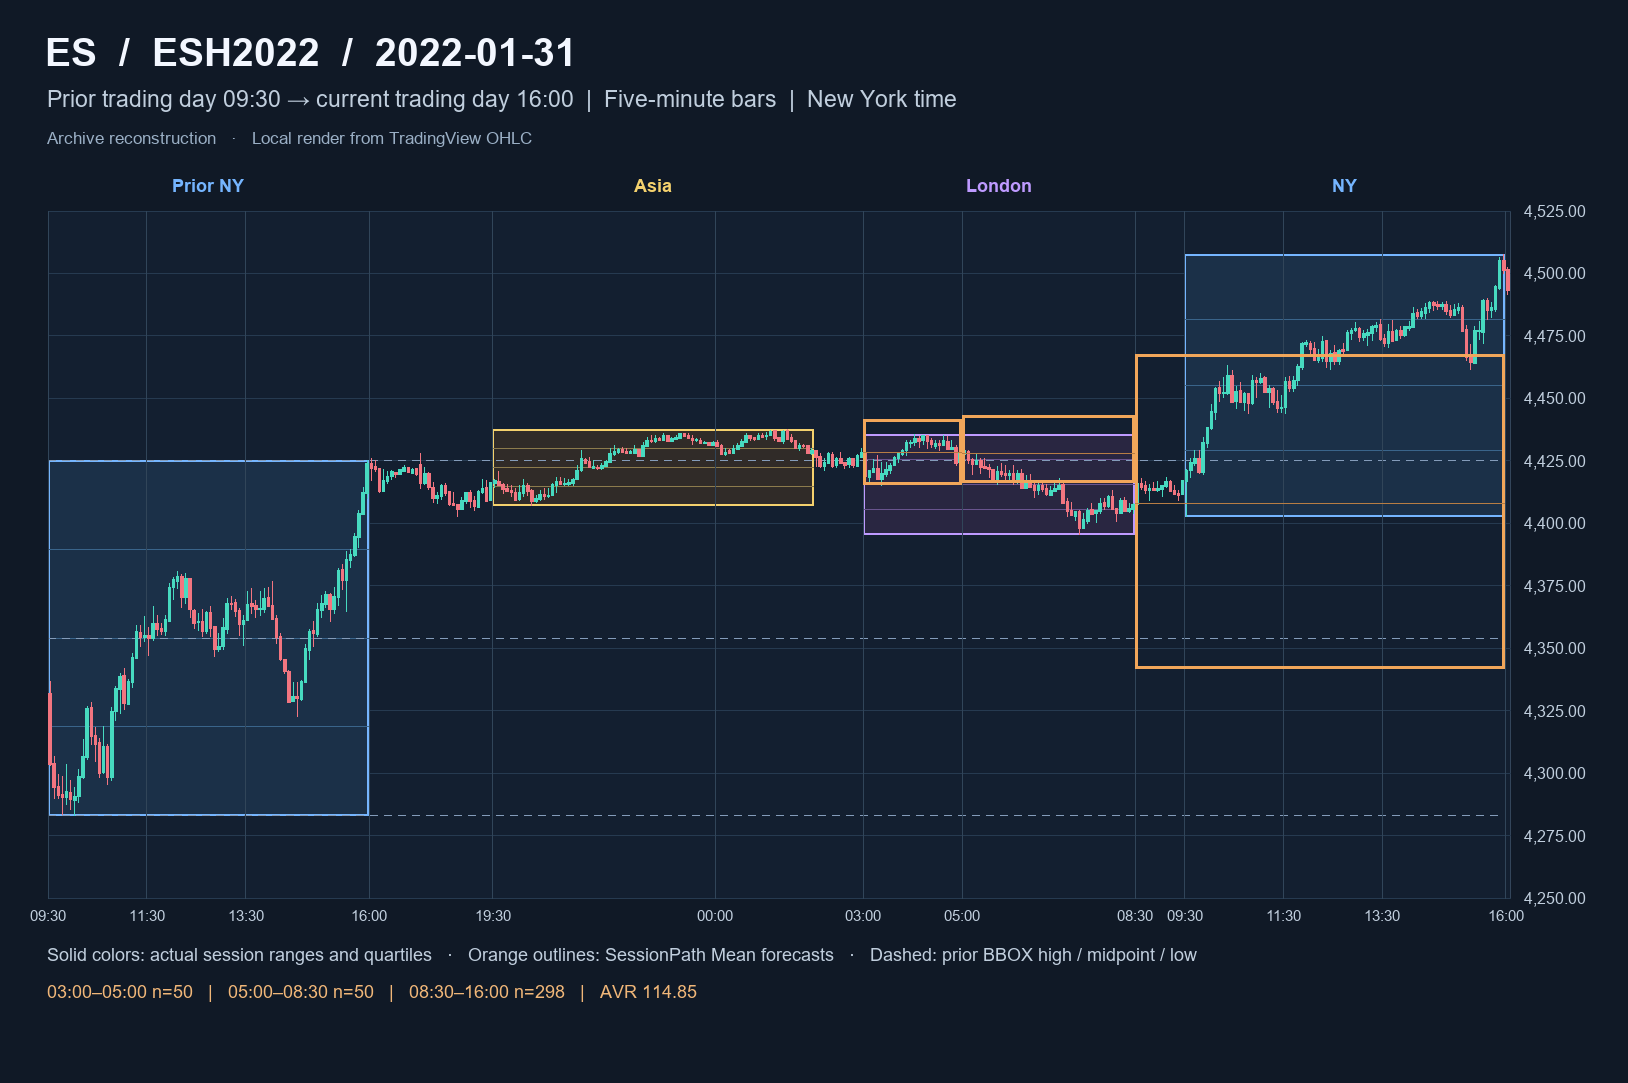 ES / ESH2022 / 2022-01-31
Prior trading day 09:30 → current trading day 16:00 | Five-minute bars | New York time
Archive reconstruction · Local render from TradingView OHLC
Prior NY Asia London NY
4,525.00
4,500.00
4,475.00
4,450.00
4,425.00
4,400.00
4,375.00
4,350.00
4,325.00
4,300.00
4,275.00
4,250.00
09:30 11:30 13:30 16:00 19:30 00:00 03:00 05:00 08:30 09:30 11:30 13:30 16:00
Solid colors: actual session ranges and quartiles · Orange outlines: SessionPath Mean forecasts · Dashed: prior BBOX high / midpoint / low
03:00–05:00 n=50 | 05:00–08:30 n=50 | 08:30–16:00 n=298 | AVR 114.85